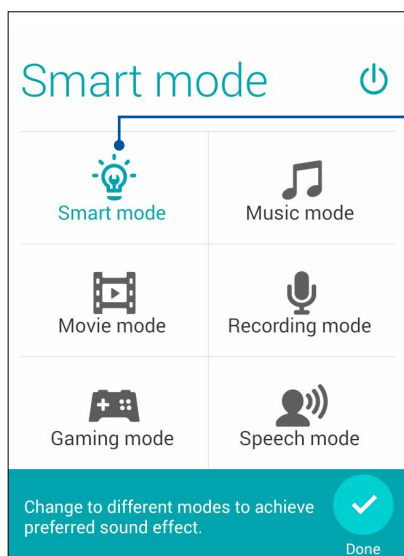 Smart mode
Smart mode
Music mode
Movie mode
Recording mode
Gaming mode
Speech mode
Change to different modes to achieve
preferred sound effect.
Done